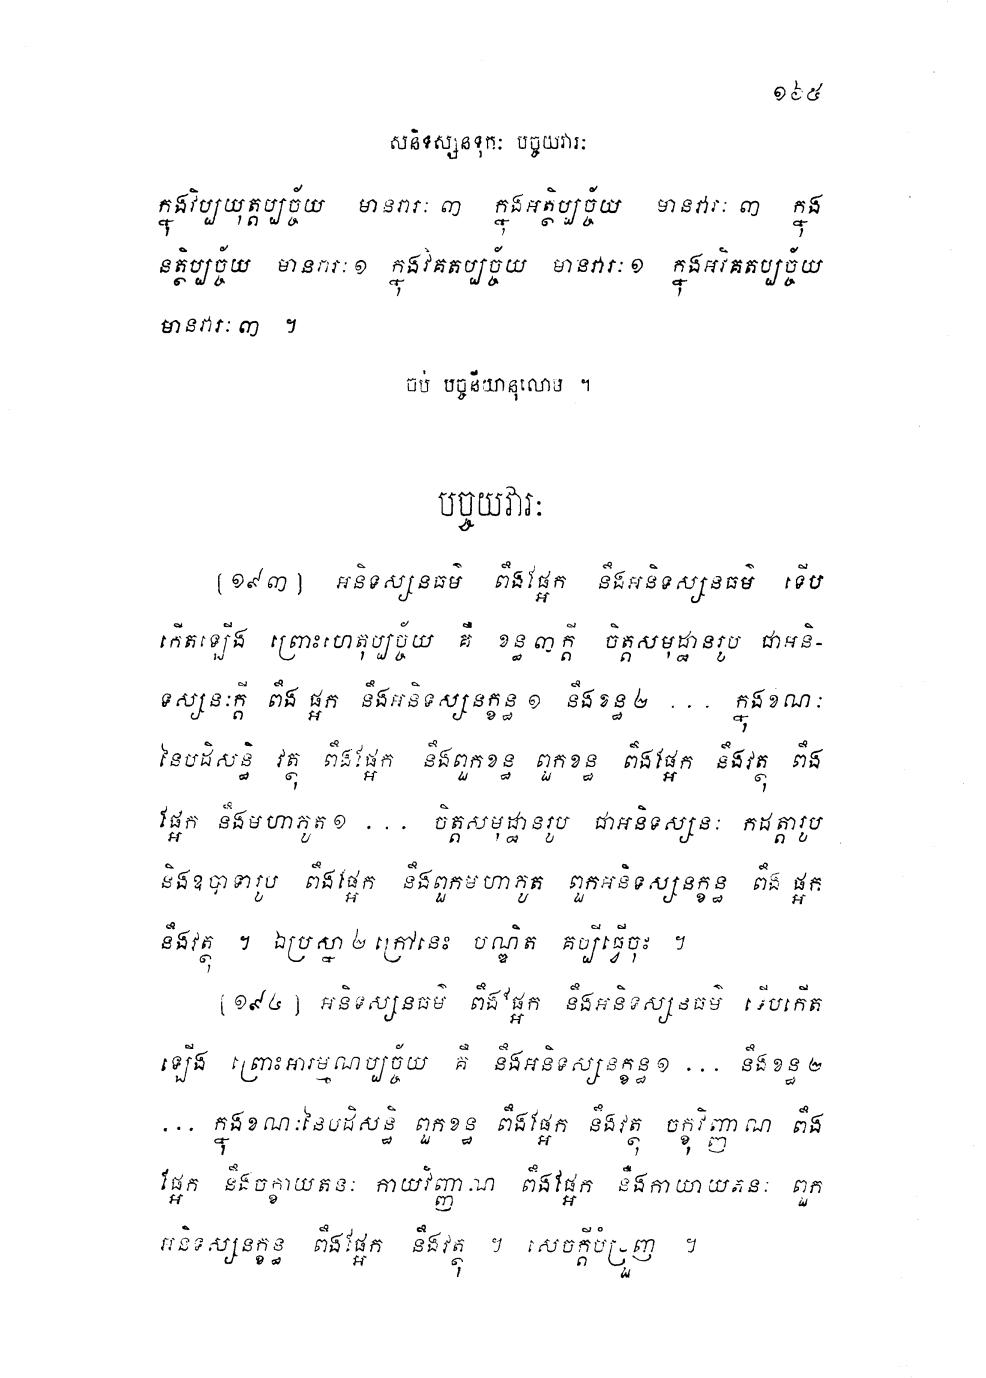 ១៦៥
សនិទស្សនទុកៈ បច្ចយវារៈ
ក្នុងវិប្បយុត្តប្បច្ច័យ មានវារៈ ៣ ក្នុងអត្ថិប្បច្ច័យ មានវារៈ ៣ ក្នុង
នត្ថិប្បច្ច័យ មានវារៈ ១ ក្នុងវិគតប្បច្ច័យ មានវារៈ ១ ក្នុងអវិគតប្បច្ច័យ
មានវារៈ ៣ ។
ចប់ បច្ចនីយានុលោម ។
បច្ចយវារៈ
[១៩៣] អនិទស្សនធម៌ ពឹងផ្អែក នឹងអនិទស្សនធម៌ ទើប
កើតឡើង ព្រោះហេតុប្បច្ច័យ គឺ ខន្ធ ៣ ក្តី ចិត្តសមុដ្ឋានរូប ជាអនិ-
ទស្សនៈក្តី ពឹងផ្អែក នឹងអនិទស្សនក្ខន្ធ ១ នឹងខន្ធ ២ ... ក្នុងខណៈ
នៃបដិសន្ធិ វត្ថុ ពឹងផ្អែក នឹងពួកខន្ធ ពួកខន្ធ ពឹងផ្អែក នឹងវត្ថុ ពឹង
ផ្អែក នឹងមហាភូត ១ ... ចិត្តសមុដ្ឋានរូប ជាអនិទស្សនៈ កដត្តារូប
និងឧបាទារូប ពឹងផ្អែក នឹងពួកមហាភូត ពួកអនិទស្សនក្ខន្ធ ពឹងផ្អែក
នឹងវត្ថុ ។ ឯប្រស្នា ២ ក្រៅនេះ បណ្ឌិត គប្បីធ្វើចុះ ។
[១៩៤] អនិទស្សនធម៌ ពឹងផ្អែក នឹងអនិទស្សនធម៌ ទើបកើត
ឡើង ព្រោះអារម្មណប្បច្ច័យ គឺ នឹងអនិទស្សនក្ខន្ធ ១ ... នឹងខន្ធ ២
... ក្នុងខណៈនៃបដិសន្ធិ ពួកខន្ធ ពឹងផ្អែក នឹងវត្ថុ ចក្ខុវិញ្ញាណ ពឹង
ផ្អែក នឹងចក្ខាយតនៈ កាយវិញ្ញាណ ពឹងផ្អែក នឹងកាយាយតនៈ ពួក
អនិទស្សនក្ខន្ធ ពឹងផ្អែក នឹងវត្ថុ ។ សេចក្តីបំប្រួញ ។